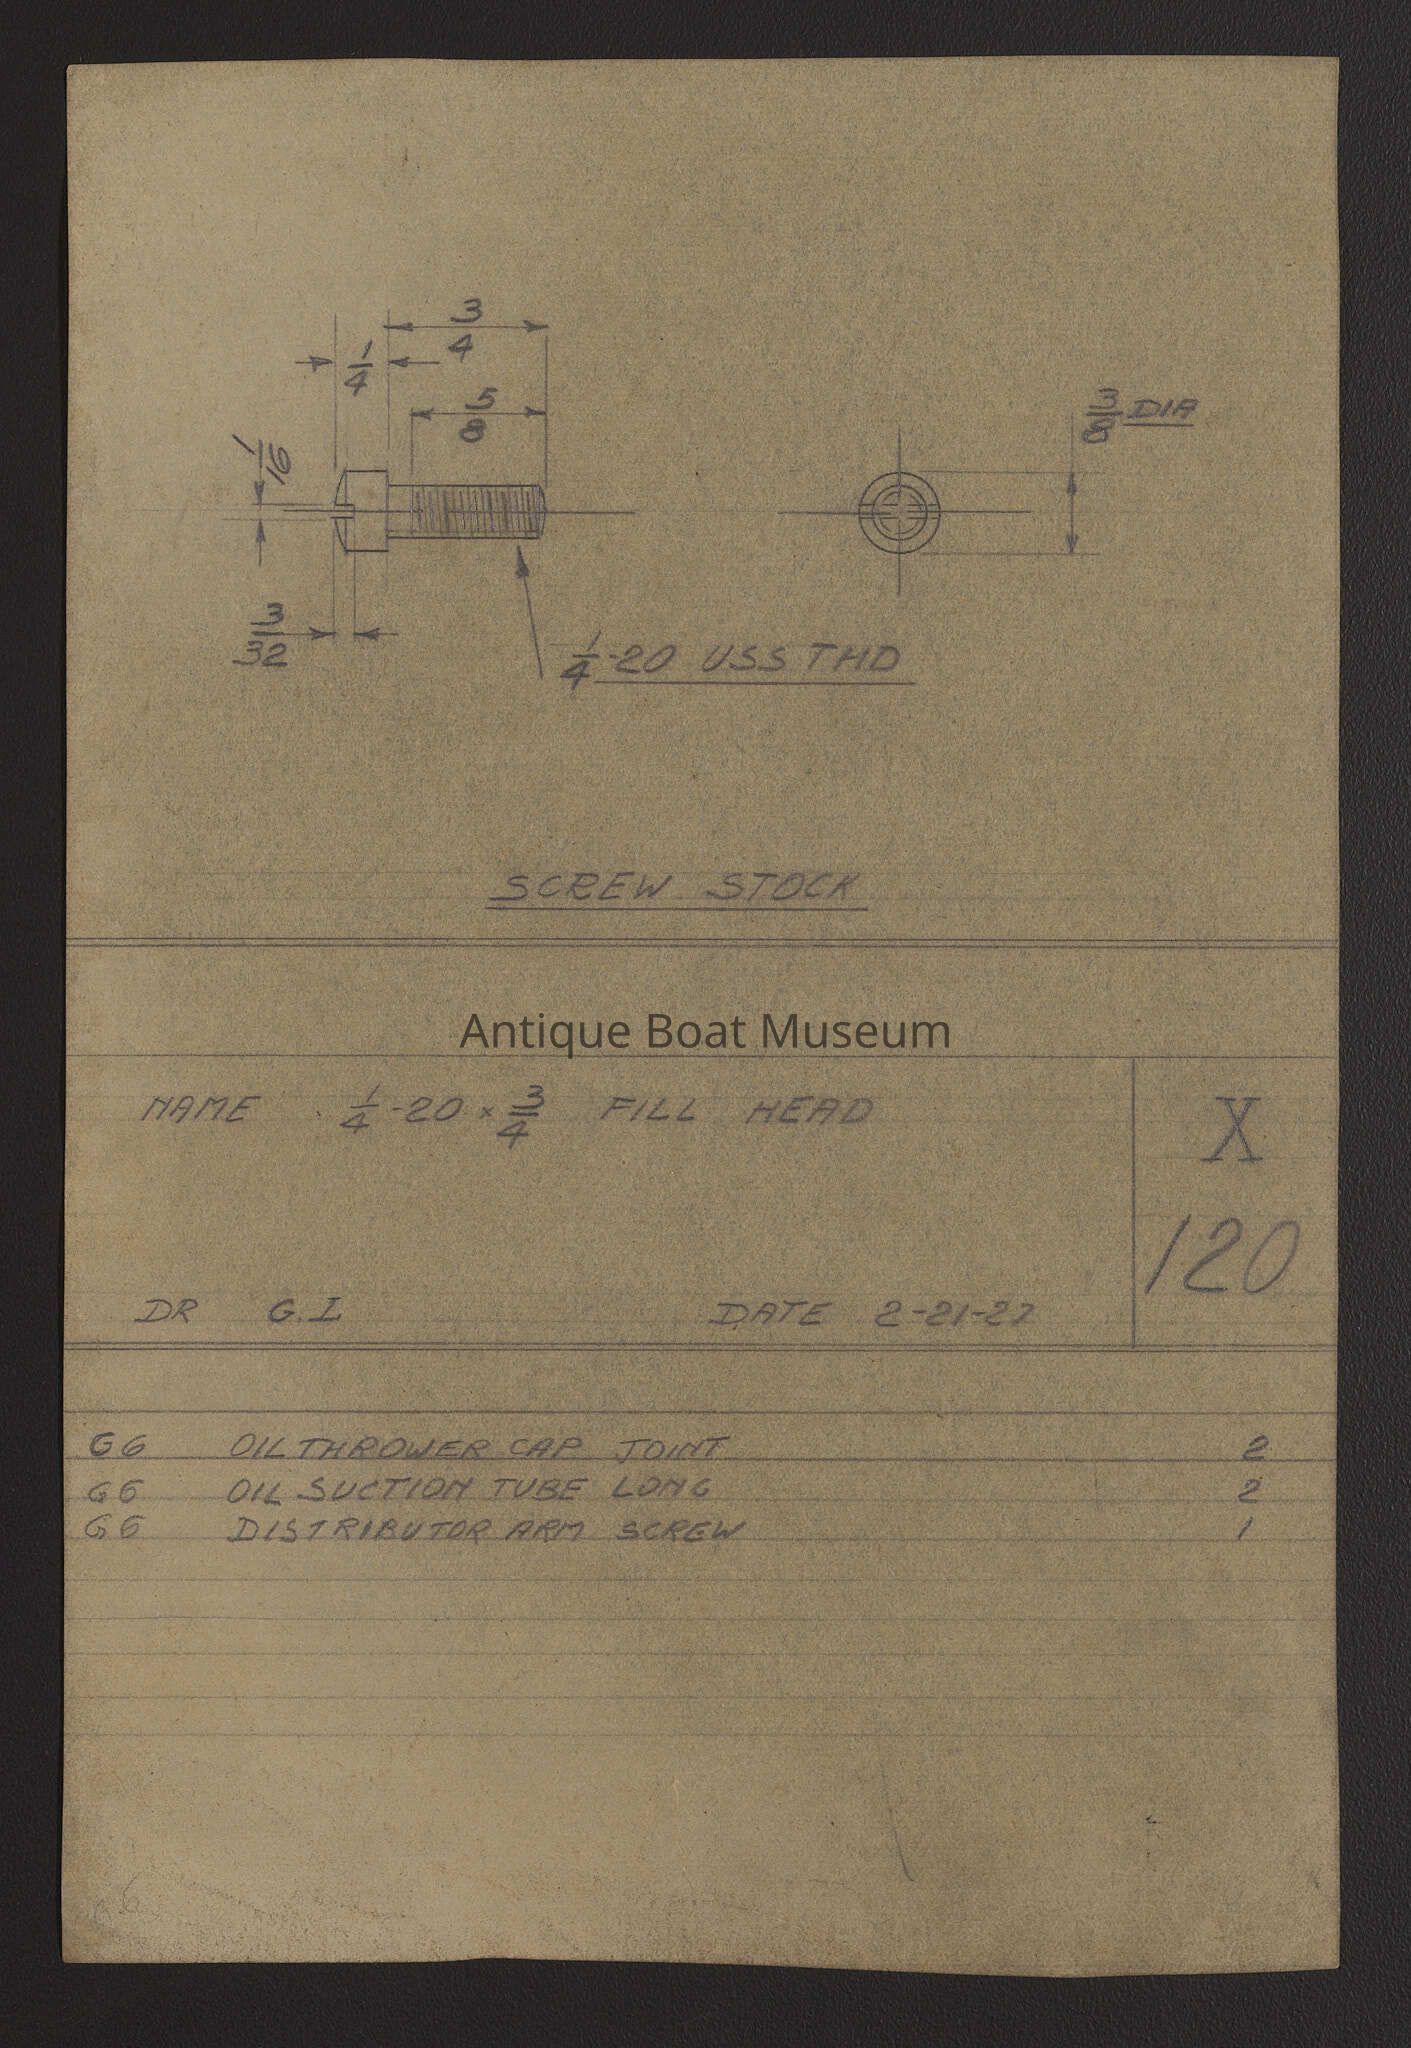 3/4
1/4
5/8
1/16
3/8 DIA
3/32
1/4-20 USS THD
SCREW STOCK
Antique Boat Museum
NAME 1/4-20 x 3/4 FILL HEAD
X
120
DR G.I. DATE 2-21-27
G6 OIL THROWER CAP JOINT 2
G6 OIL SUCTION TUBE LONG 2
G6 DISTRIBUTOR ARM SCREW 1